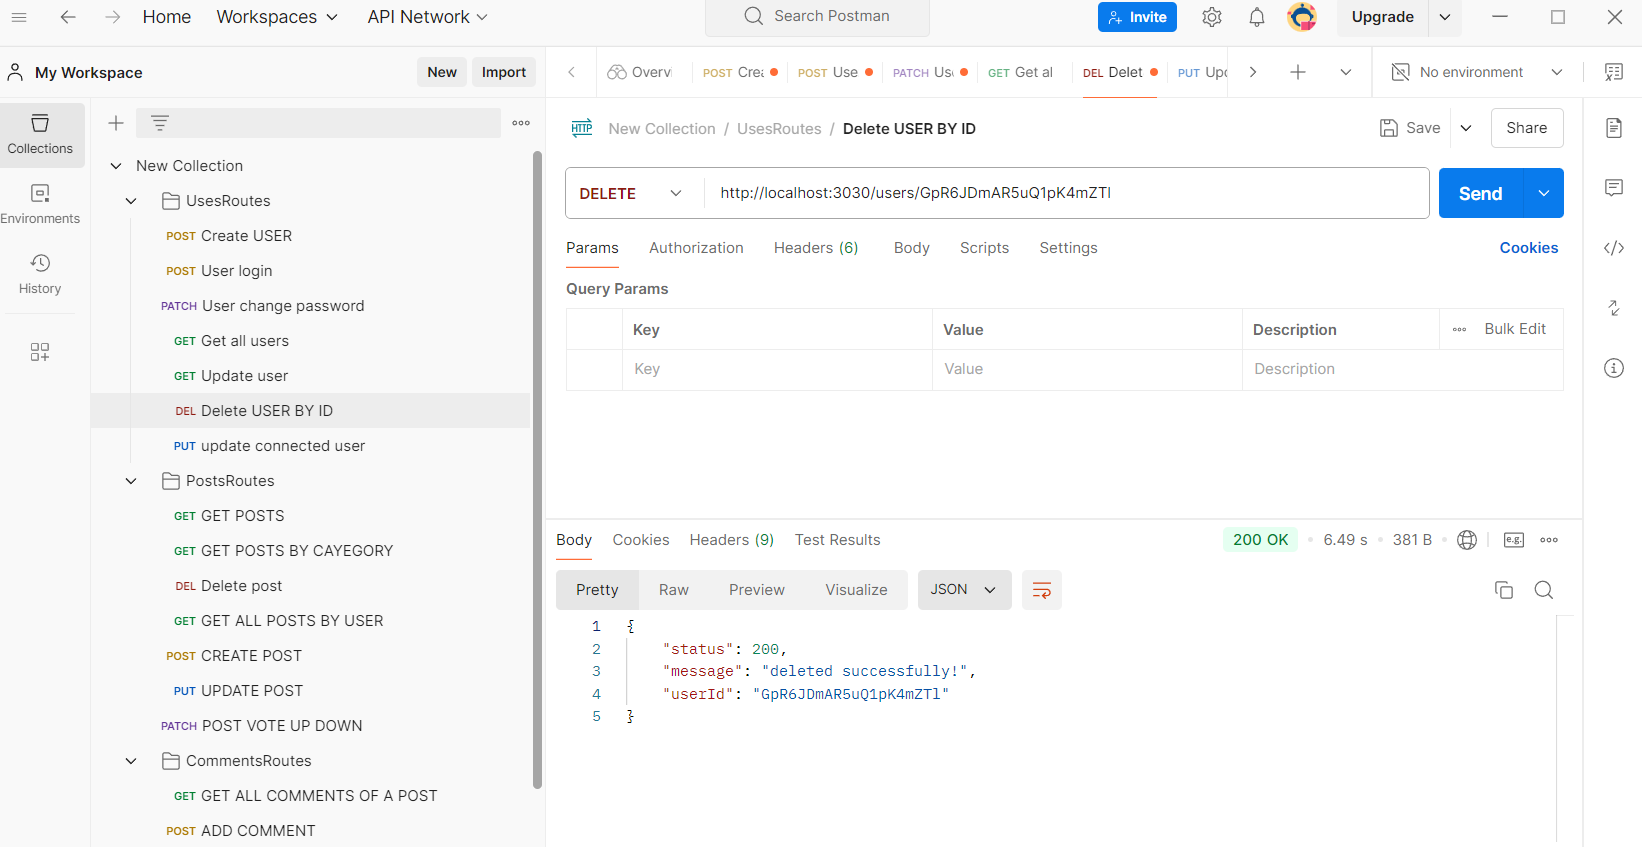 Home Workspaces API Network Search Postman Invite Upgrade
My Workspace New Import Overv POST Crea POST Use PATCH Us GET Get al DEL Delet PUT Up No environment
Collections
Environments
History
New Collection
UsesRoutes
POST Create USER
POST User login
PATCH User change password
GET Get all users
GET Update user
DEL Delete USER BY ID
PUT update connected user
PostsRoutes
GET GET POSTS
GET GET POSTS BY CAYEGORY
DEL Delete post
GET GET ALL POSTS BY USER
POST CREATE POST
PUT UPDATE POST
PATCH POST VOTE UP DOWN
CommentsRoutes
GET GET ALL COMMENTS OF A POST
POST ADD COMMENT
HTTP New Collection / UsesRoutes / Delete USER BY ID Save Share
DELETE http://localhost:3030/users/GpR6JDmAR5uQ1pK4mZTl Send
Params Authorization Headers (6) Body Scripts Settings Cookies
Query Params
Key Value Description Bulk Edit
Key Value Description
Body Cookies Headers (9) Test Results 200 OK 6.49 s 381 B e.g.
Pretty Raw Preview Visualize JSON
1 {
2 "status": 200,
3 "message": "deleted successfully!",
4 "userId": "GpR6JDmAR5uQ1pK4mZTl"
5 }